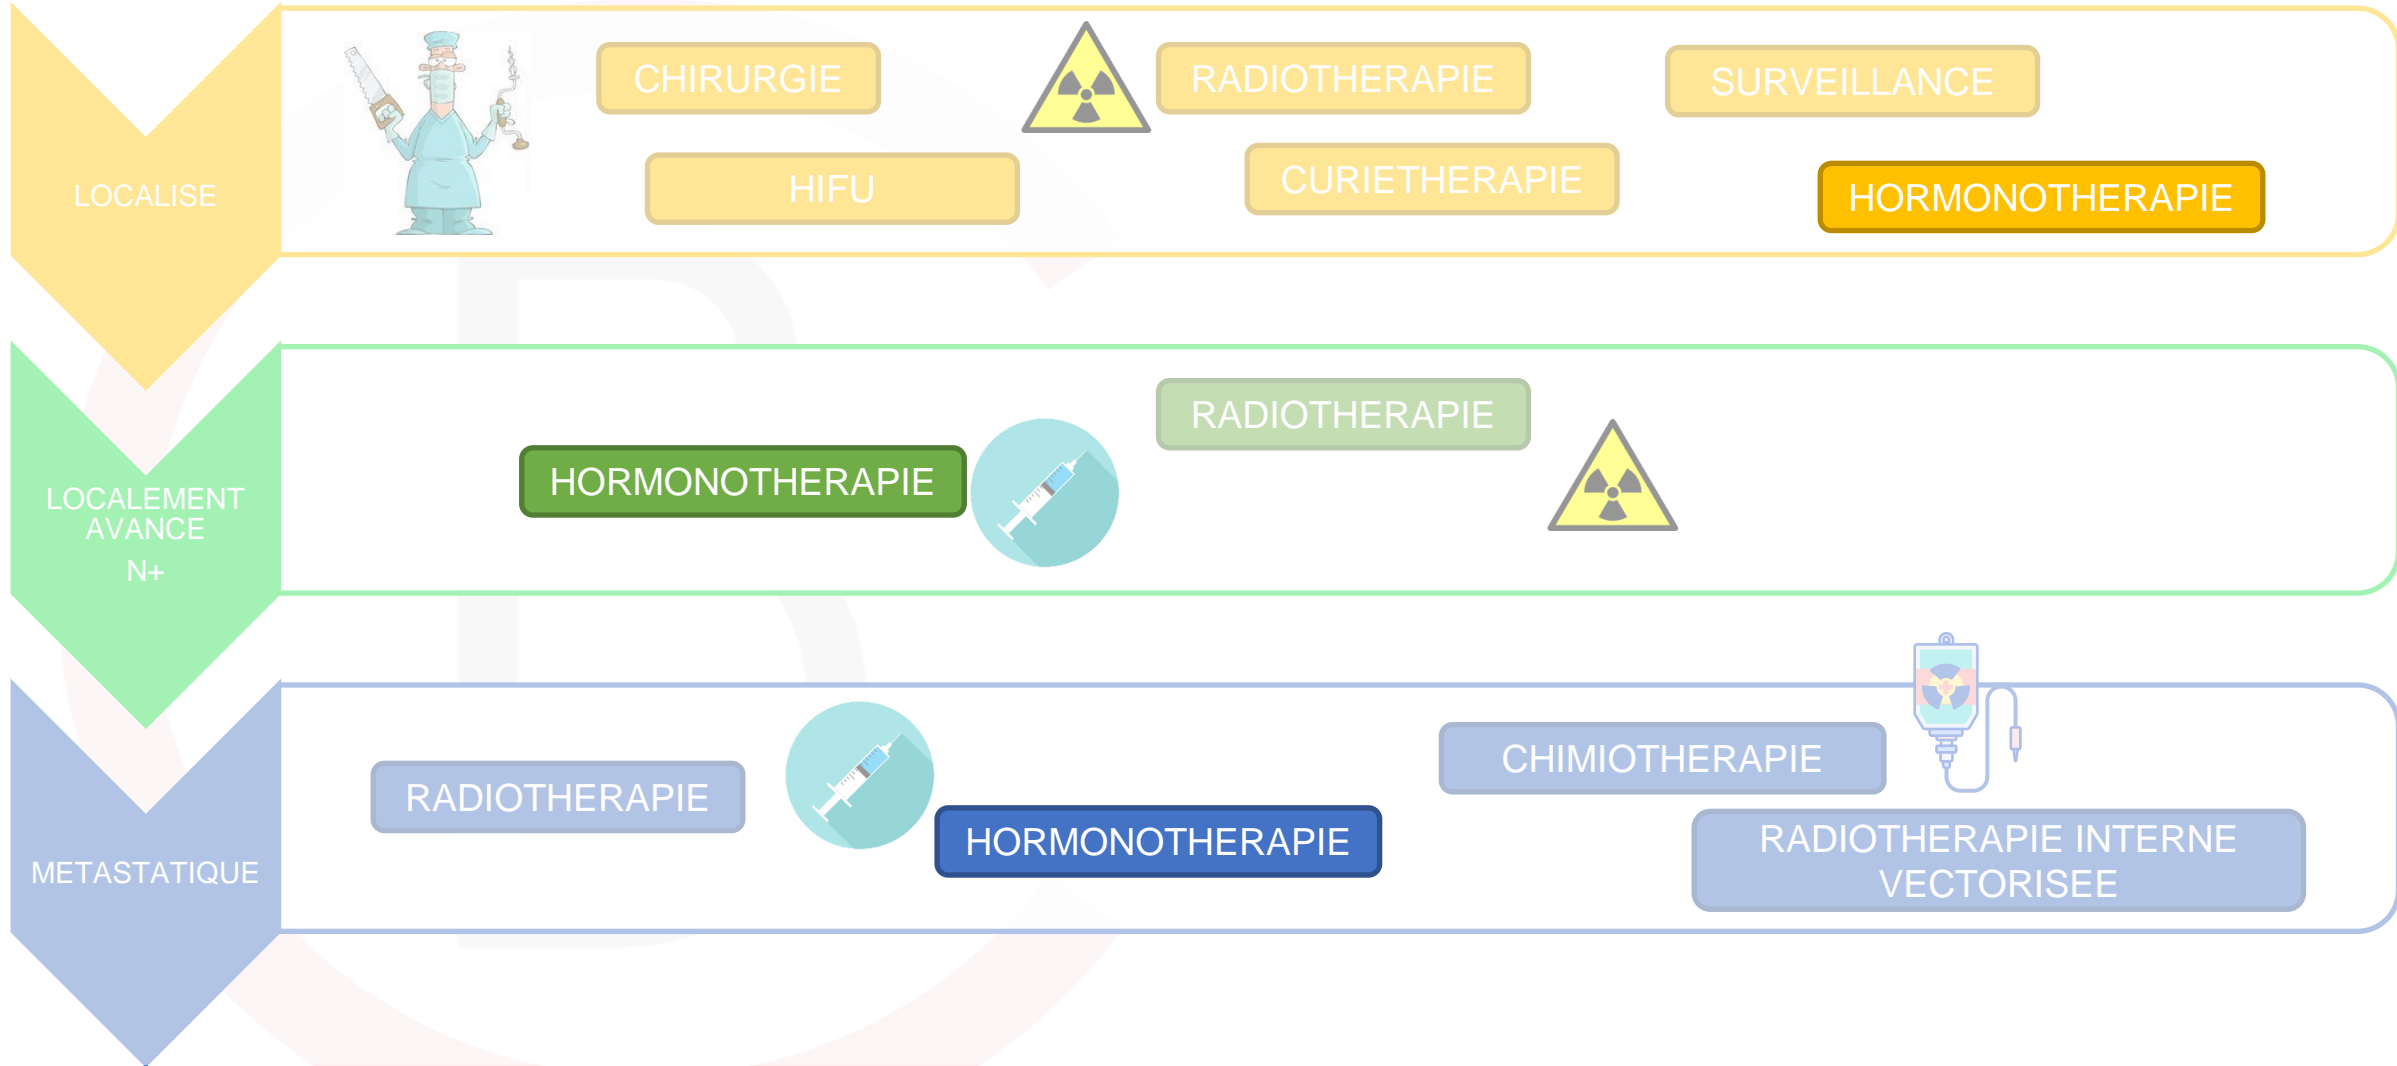 CHIRURGIE
RADIOTHERAPIE
SURVEILLANCE
LOCALISE
HIFU
CURIETHERAPIE
HORMONOTHERAPIE
RADIOTHERAPIE
HORMONOTHERAPIE
LOCALEMENT
AVANCE
N+
CHIMIOTHERAPIE
RADIOTHERAPIE
HORMONOTHERAPIE
RADIOTHERAPIE INTERNE
VECTORISEE
METASTATIQUE